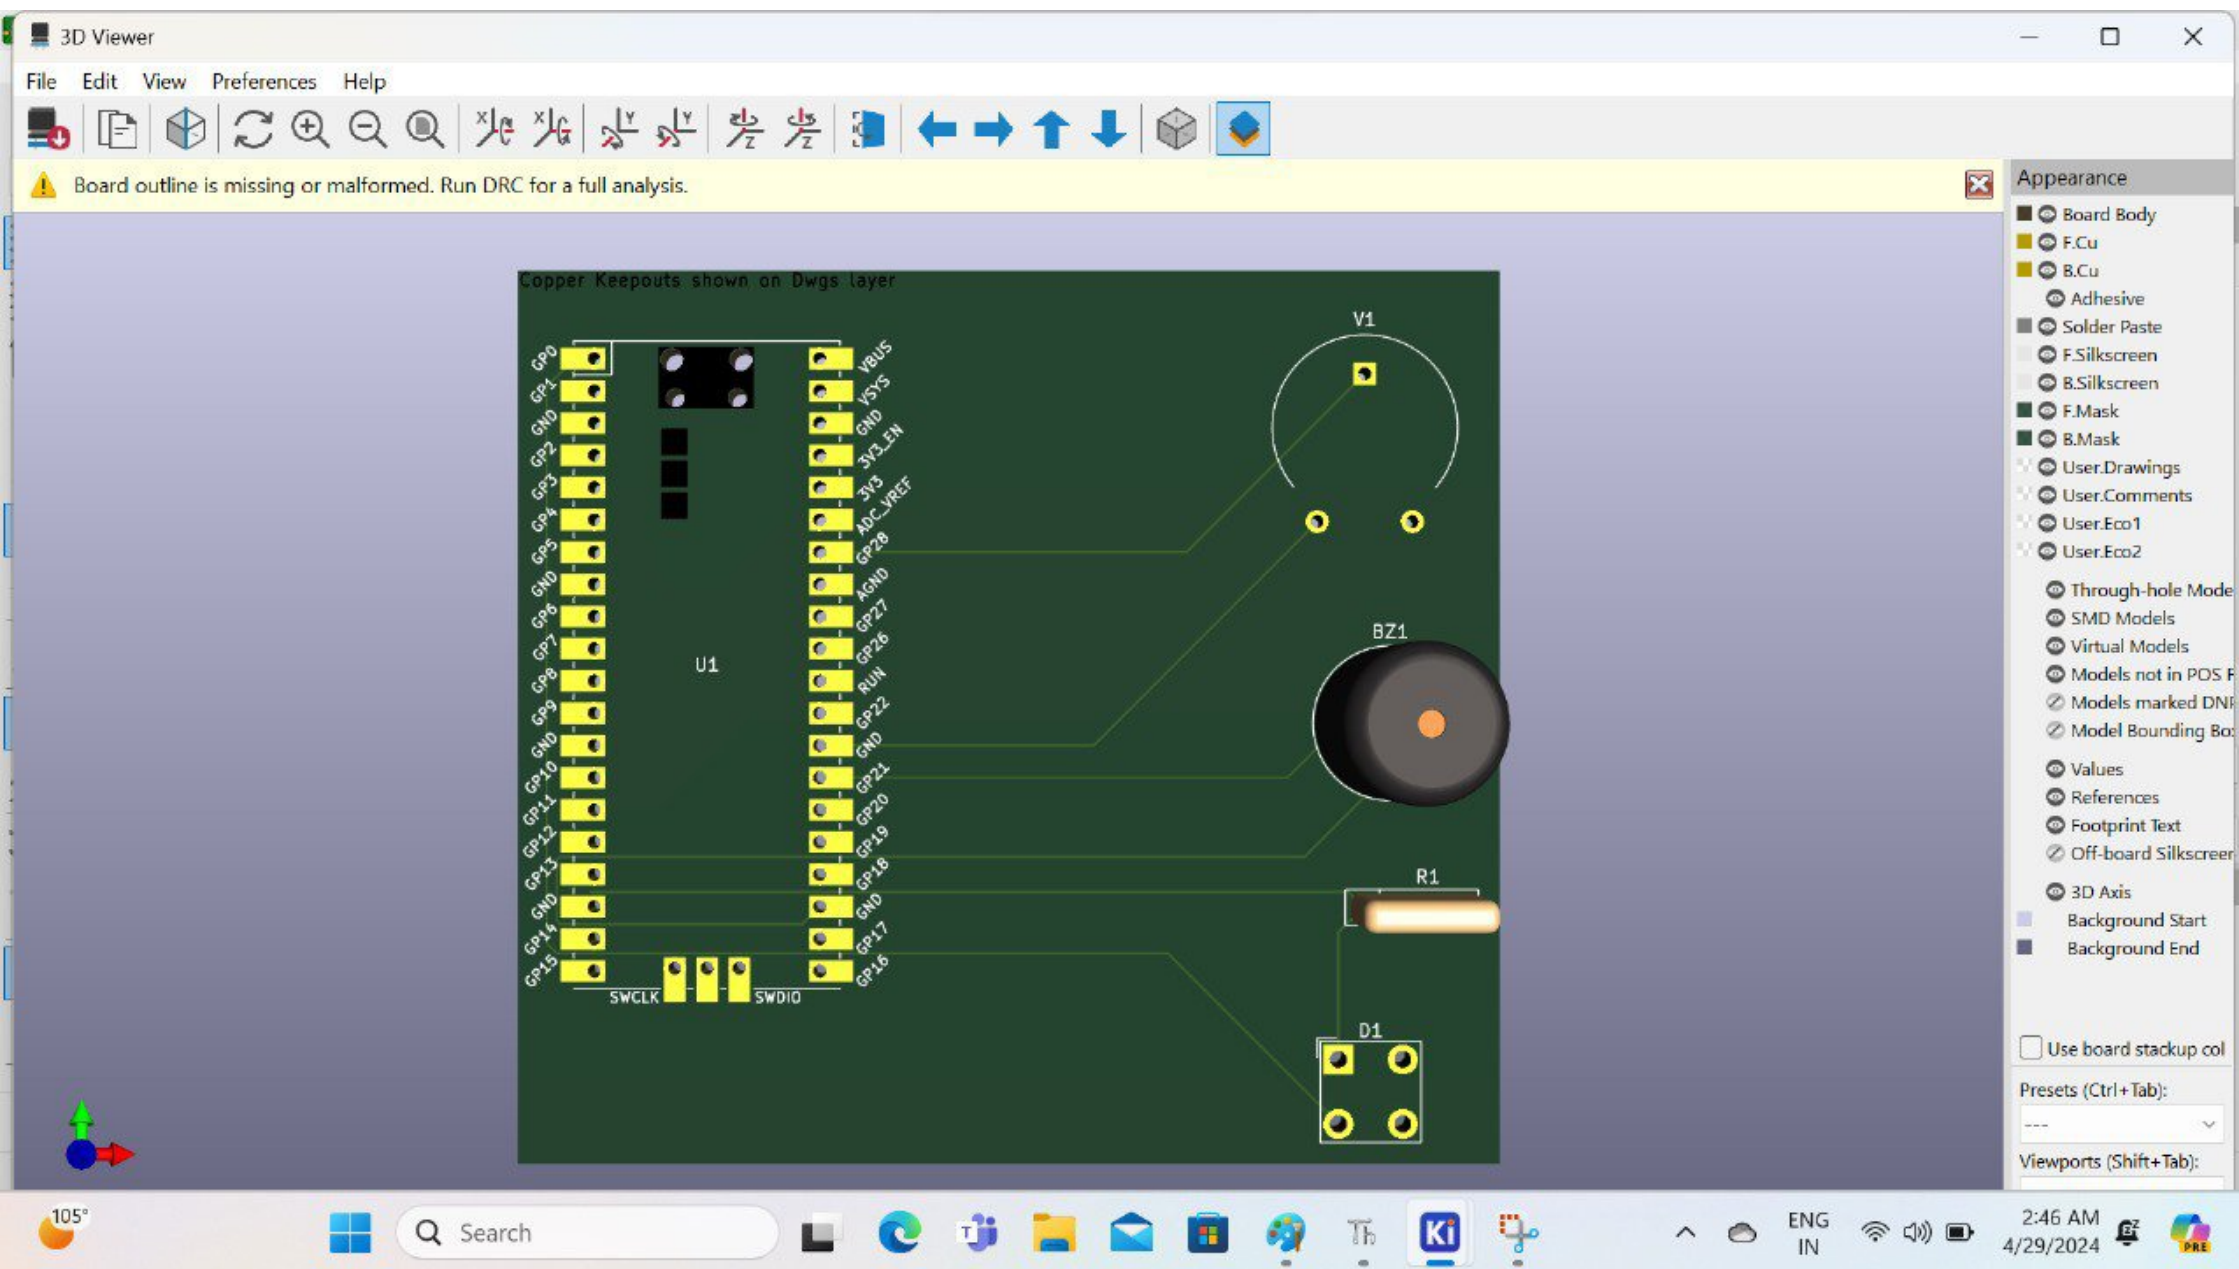 3D Viewer
File Edit View Preferences Help
Board outline is missing or malformed. Run DRC for a full analysis.
Copper Keepouts shown on Dwgs layer
GP0
GP1
GND
GP2
GP3
GP4
GP5
GND
GP6
GP7
GP8
GP9
GND
GP10
GP11
GP12
GP13
GND
GP14
GP15
U1
SWCLK
SWDIO
VBUS
VSYS
GND
3V3_EN
3V3
ADC_VREF
GP28
AGND
GP27
GP26
RUN
GP22
GND
GP21
GP20
GP19
GP18
GND
GP17
GP16
V1
BZ1
R1
D1
Appearance
Board Body
F.Cu
B.Cu
Adhesive
Solder Paste
F.Silkscreen
B.Silkscreen
F.Mask
B.Mask
User.Drawings
User.Comments
User.Eco1
User.Eco2
Through-hole Mode
SMD Models
Virtual Models
Models not in POS F
Models marked DN
Model Bounding Bo
Values
References
Footprint Text
Off-board Silkscreer
3D Axis
Background Start
Background End
Use board stackup col
Presets (Ctrl+Tab):
---
Viewports (Shift+Tab):
105°
Search
Th
Ki
ENG
IN
2:46 AM
4/29/2024
PRE